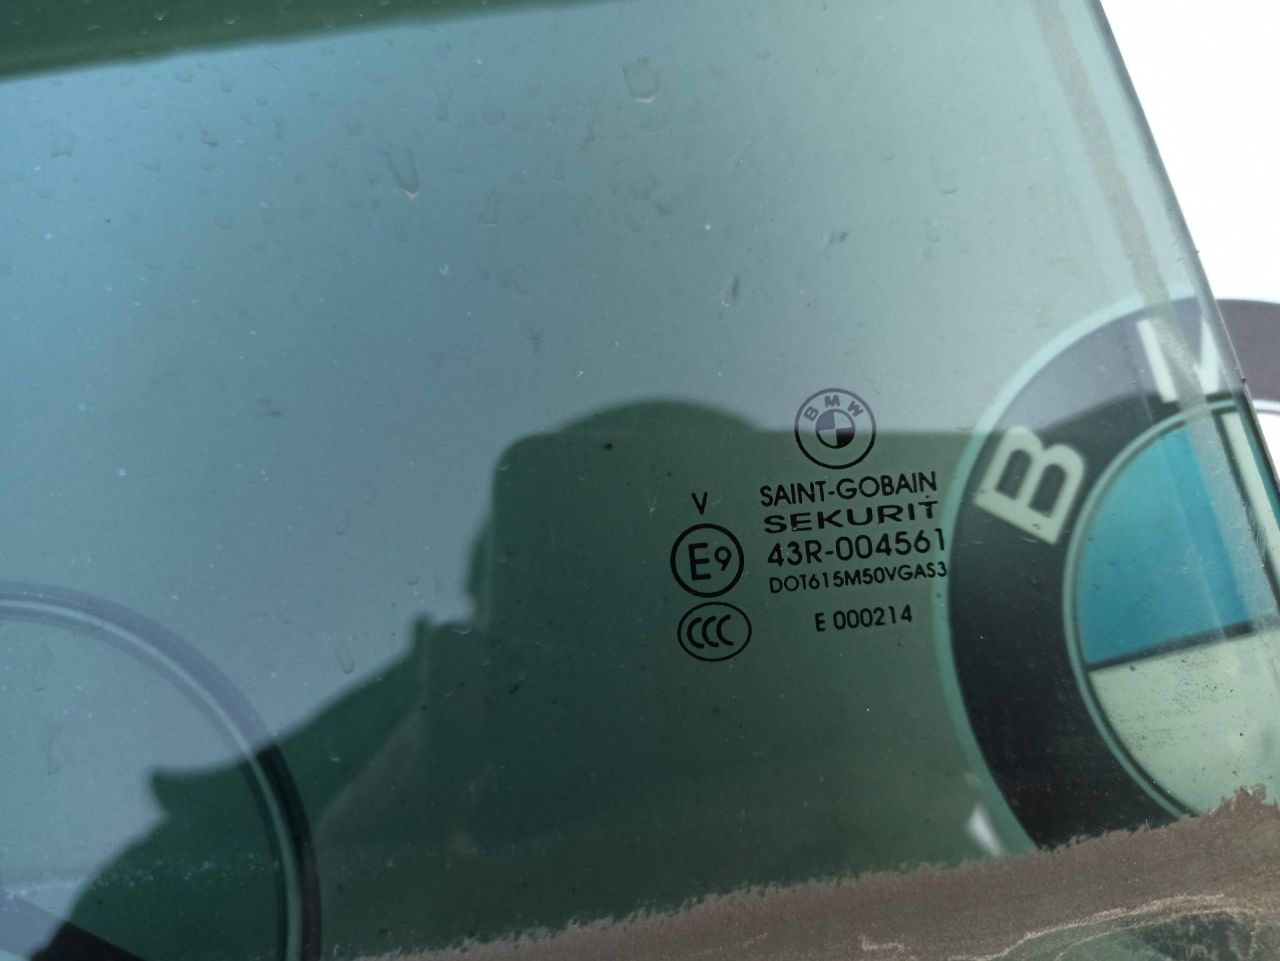 BMW
V
SAINT-GOBAIN
SEKURIT
E9
43R-004561
DOT615M50VGAS3
CCC
E 000214
B M